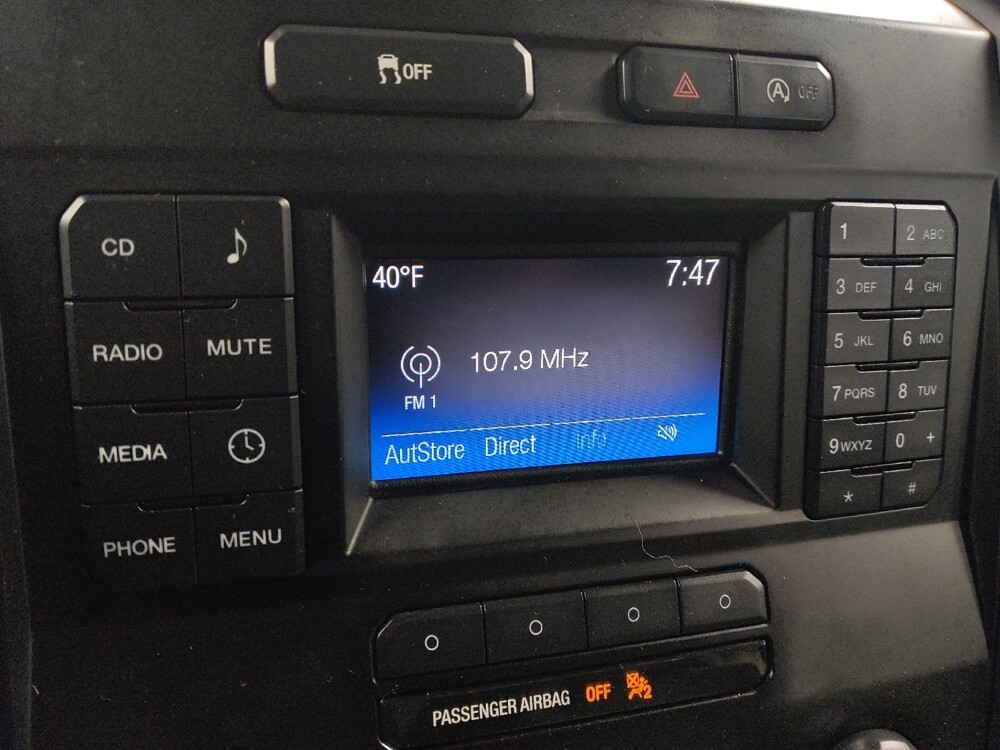 OFF
A OFF
CD
RADIO MUTE
MEDIA
PHONE MENU
40°F 7:47
107.9 MHz
FM 1
AutStore Direct Info
1 2 ABC
3 DEF 4 GHI
5 JKL 6 MNO
7 PQRS 8 TUV
9 WXYZ 0 +
* #
PASSENGER AIRBAG OFF 2